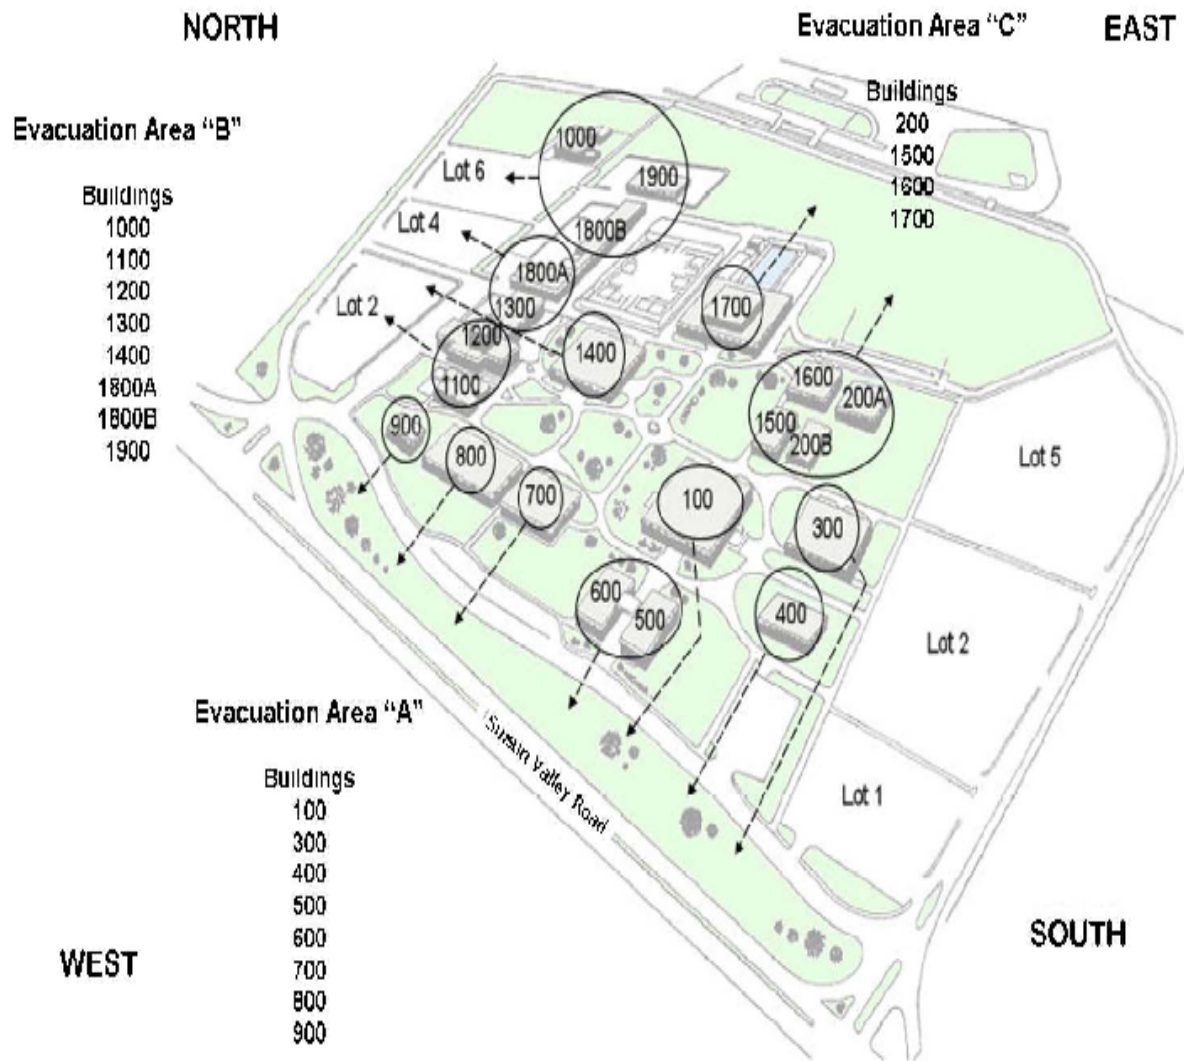 NORTH
Evacuation Area “C”
EAST
Buildings
200
1500
1600
1700
Evacuation Area “B”
Buildings
1000
1100
1200
1300
1400
1800A
1800B
1900
1000
Lot 6
1900
Lot 4
1800B
1800A
1300
Lot 2
1200
1100
1400
1700
1600
200A
1500
200B
Lot 5
900
800
700
100
300
600
500
400
Lot 2
Lot 1
Suisun Valley Road
Evacuation Area “A”
Buildings
100
300
400
500
600
700
800
900
WEST
SOUTH